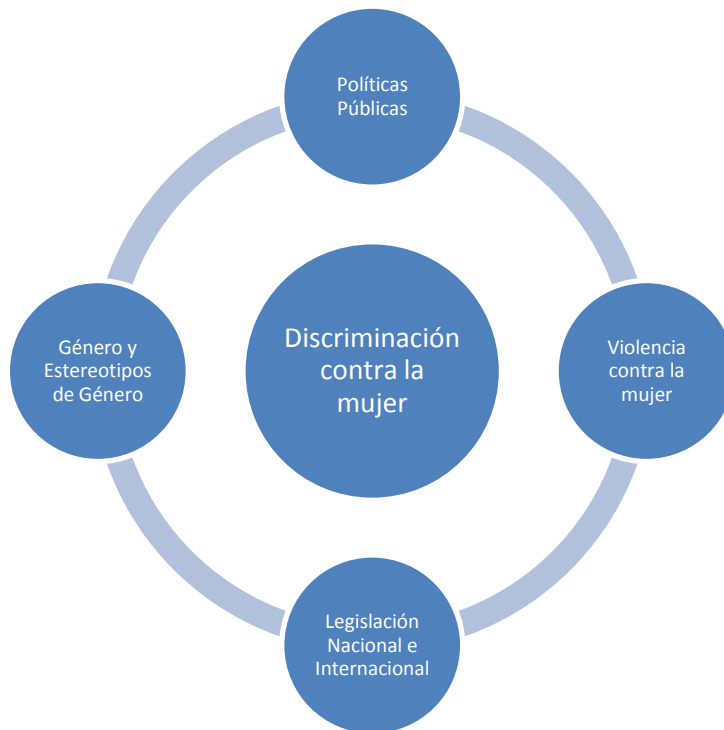 Políticas
Públicas
Género y
Estereotipos
de Género
Discriminación
contra la
mujer
Violencia
contra la
mujer
Legislación
Nacional e
Internacional